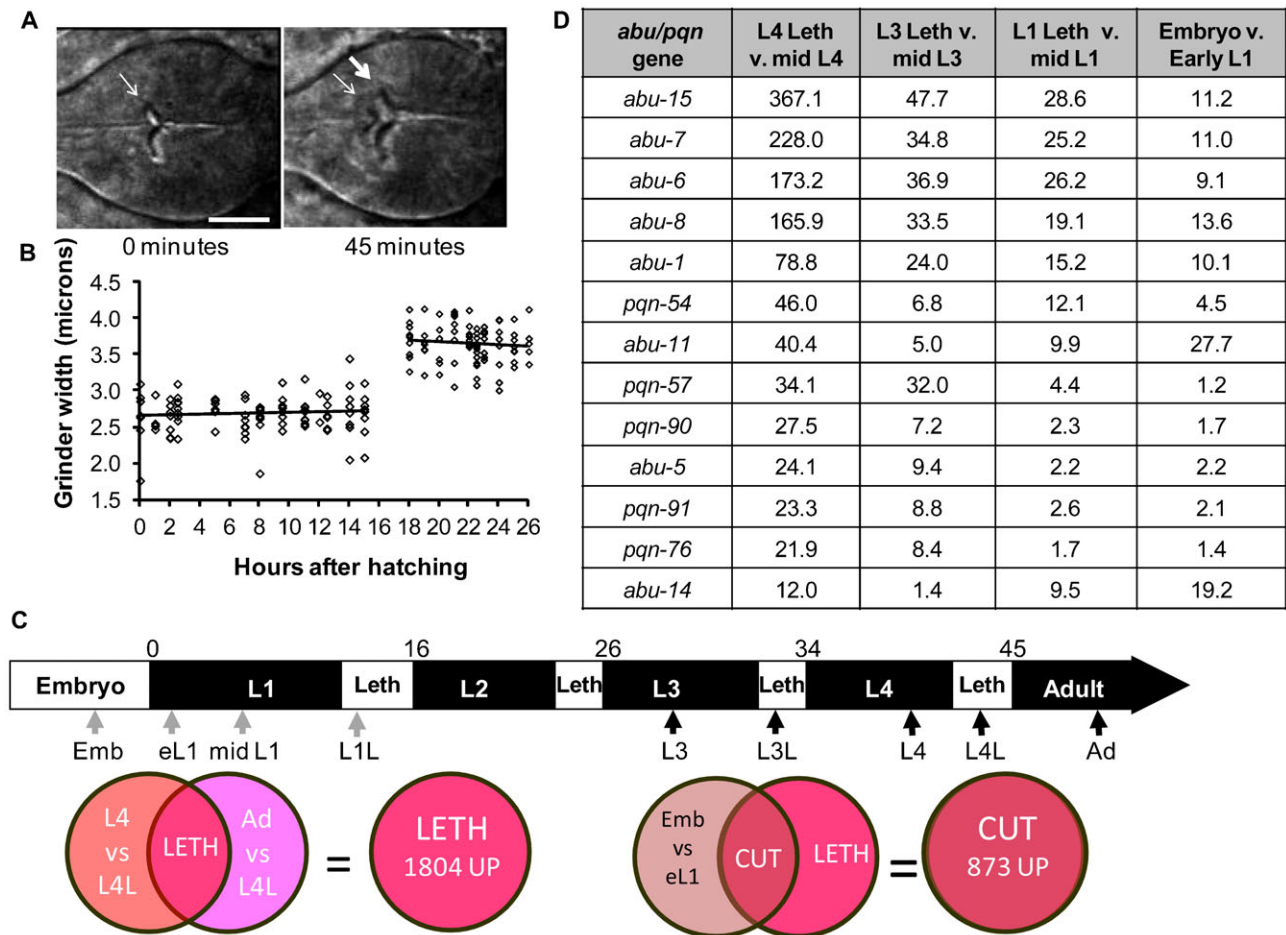 A
0 minutes
45 minutes
B
Grinder width (microns)
4.5
4.0
3.5
3.0
2.5
2.0
1.5
0 2 4 6 8 10 12 14 16 18 20 22 24 26
Hours after hatching
D
abu/pqn gene | L4 Leth v. mid L4 | L3 Leth v. mid L3 | L1 Leth v. mid L1 | Embryo v. Early L1
abu-15 367.1 47.7 28.6 11.2
abu-7 228.0 34.8 25.2 11.0
abu-6 173.2 36.9 26.2 9.1
abu-8 165.9 33.5 19.1 13.6
abu-1 78.8 24.0 15.2 10.1
pqn-54 46.0 6.8 12.1 4.5
abu-11 40.4 5.0 9.9 27.7
pqn-57 34.1 32.0 4.4 1.2
pqn-90 27.5 7.2 2.3 1.7
abu-5 24.1 9.4 2.2 2.2
pqn-91 23.3 8.8 2.6 2.1
pqn-76 21.9 8.4 1.7 1.4
abu-14 12.0 1.4 9.5 19.2
C
0 16 26 34 45
Embryo L1 Leth L2 Leth L3 Leth L4 Leth Adult
Emb eL1 mid L1 L1L L3 L3L L4 L4L Ad
L4
vs
L4L
LETH
Ad
vs
L4L
=
LETH
1804 UP
Emb
vs
eL1
CUT
LETH
=
CUT
873 UP